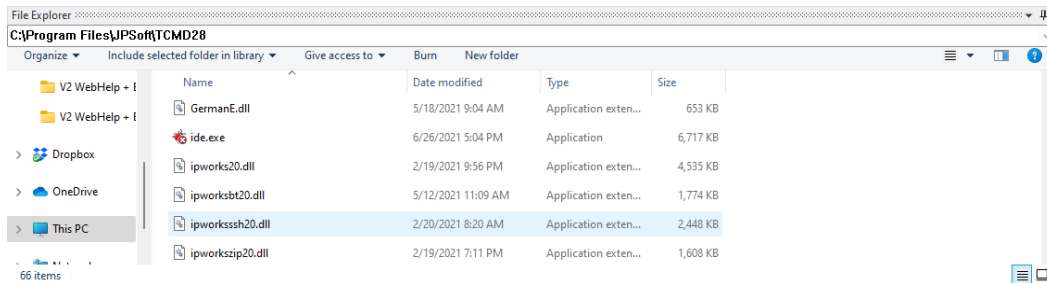 File Explorer
C:\Program Files\JPSoft\TCMD28
Organize Include selected folder in library Give access to Burn New folder
Name Date modified Type Size
V2 WebHelp + E
GermanE.dll 5/18/2021 9:04 AM Application exten... 653 KB
V2 WebHelp + E
ide.exe 6/26/2021 5:04 PM Application 6,717 KB
Dropbox
ipworks20.dll 2/19/2021 9:56 PM Application exten... 4,535 KB
OneDrive
ipworksbt20.dll 5/12/2021 11:09 AM Application exten... 1,774 KB
This PC
ipworksssh20.dll 2/20/2021 8:20 AM Application exten... 2,448 KB
ipworkszip20.dll 2/19/2021 7:11 PM Application exten... 1,608 KB
66 items